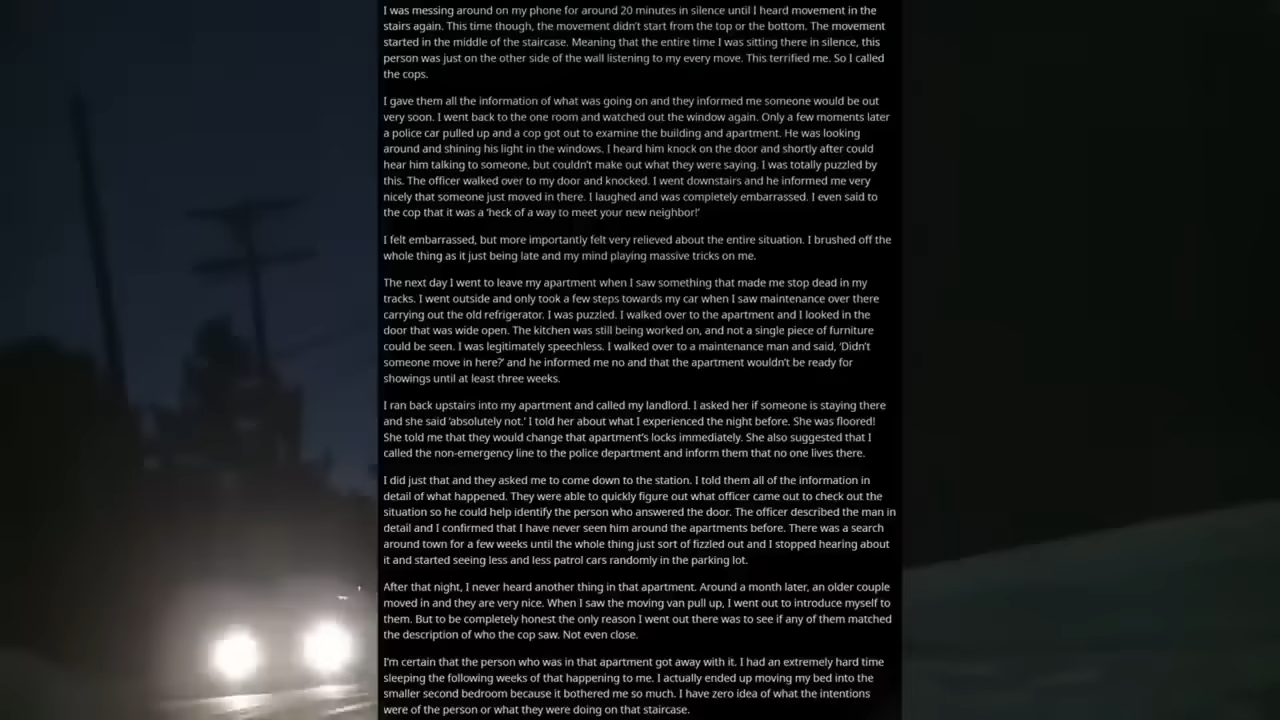 I was messing around on my phone for around 20 minutes in silence until I heard movement in the
stairs again. This time though, the movement didn't start from the top or the bottom. The movement
started in the middle of the staircase. Meaning that the entire time I was sitting there in silence, this
person was just on the other side of the wall listening to my every move. This terrified me. So I called
the cops.
I gave them all the information of what was going on and they informed me someone would be out
very soon. I went back to the one room and watched out the window again. Only a few moments later
a police car pulled up and a cop got out to examine the building and apartment. He was looking
around and shining his light in the windows. I heard him knock on the door and shortly after could
hear him talking to someone, but couldn't make out what they were saying. I was totally puzzled by
this. The officer walked over to my door and knocked. I went downstairs and he informed me very
nicely that someone just moved in there. I laughed and was completely embarrassed. I even said to
the cop that it was a 'heck of a way to meet your new neighbor!'
I felt embarrassed, but more importantly felt very relieved about the entire situation. I brushed off the
whole thing as it just being late and my mind playing massive tricks on me.
The next day I went to leave my apartment when I saw something that made me stop dead in my
tracks. I went outside and only took a few steps towards my car when I saw maintenance over there
carrying out the old refrigerator. I was puzzled. I walked over to the apartment and I looked in the
door that was wide open. The kitchen was still being worked on, and not a single piece of furniture
could be seen. I was legitimately speechless. I walked over to a maintenance man and said, 'Didn't
someone move in here?' and he informed me no and that the apartment wouldn't be ready for
showings until at least three weeks.
I ran back upstairs into my apartment and called my landlord. I asked her if someone is staying there
and she said 'absolutely not.' I told her about what I experienced the night before. She was floored!
She told me that they would change that apartment's locks immediately. She also suggested that I
called the non-emergency line to the police department and inform them that no one lives there.
I did just that and they asked me to come down to the station. I told them all of the information in
detail of what happened. They were able to quickly figure out what officer came out to check out the
situation so he could help identify the person who answered the door. The officer described the man in
detail and I confirmed that I have never seen him around the apartments before. There was a search
around town for a few weeks until the whole thing just sort of fizzled out and I stopped hearing about
it and started seeing less and less patrol cars randomly in the parking lot.
After that night, I never heard another thing in that apartment. Around a month later, an older couple
moved in and they are very nice. When I saw the moving van pull up, I went out to introduce myself to
them. But to be completely honest the only reason I went out there was to see if any of them matched
the description of who the cop saw. Not even close.
I'm certain that the person who was in that apartment got away with it. I had an extremely hard time
sleeping the following weeks of that happening to me. I actually ended up moving my bed into the
smaller second bedroom because it bothered me so much. I have zero idea of what the intentions
were of the person or what they were doing on that staircase.